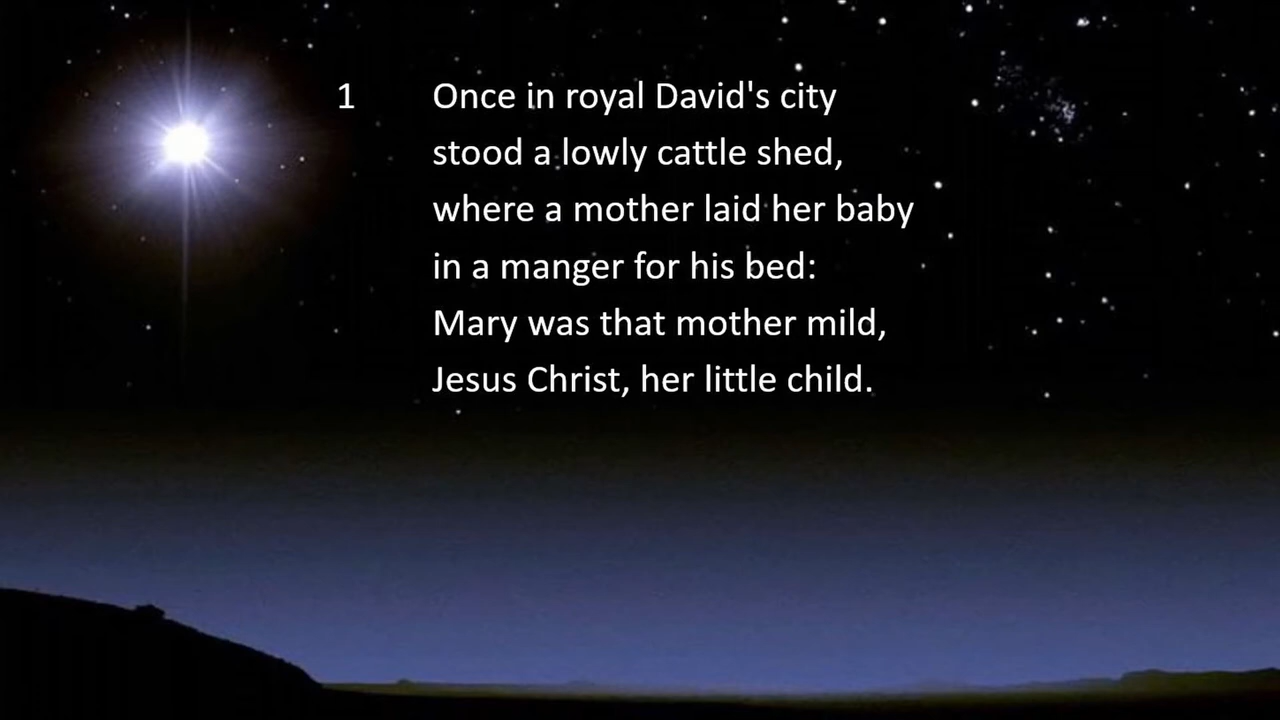 1 Once in royal David's city
stood a lowly cattle shed,
where a mother laid her baby
in a manger for his bed:
Mary was that mother mild,
Jesus Christ, her little child.